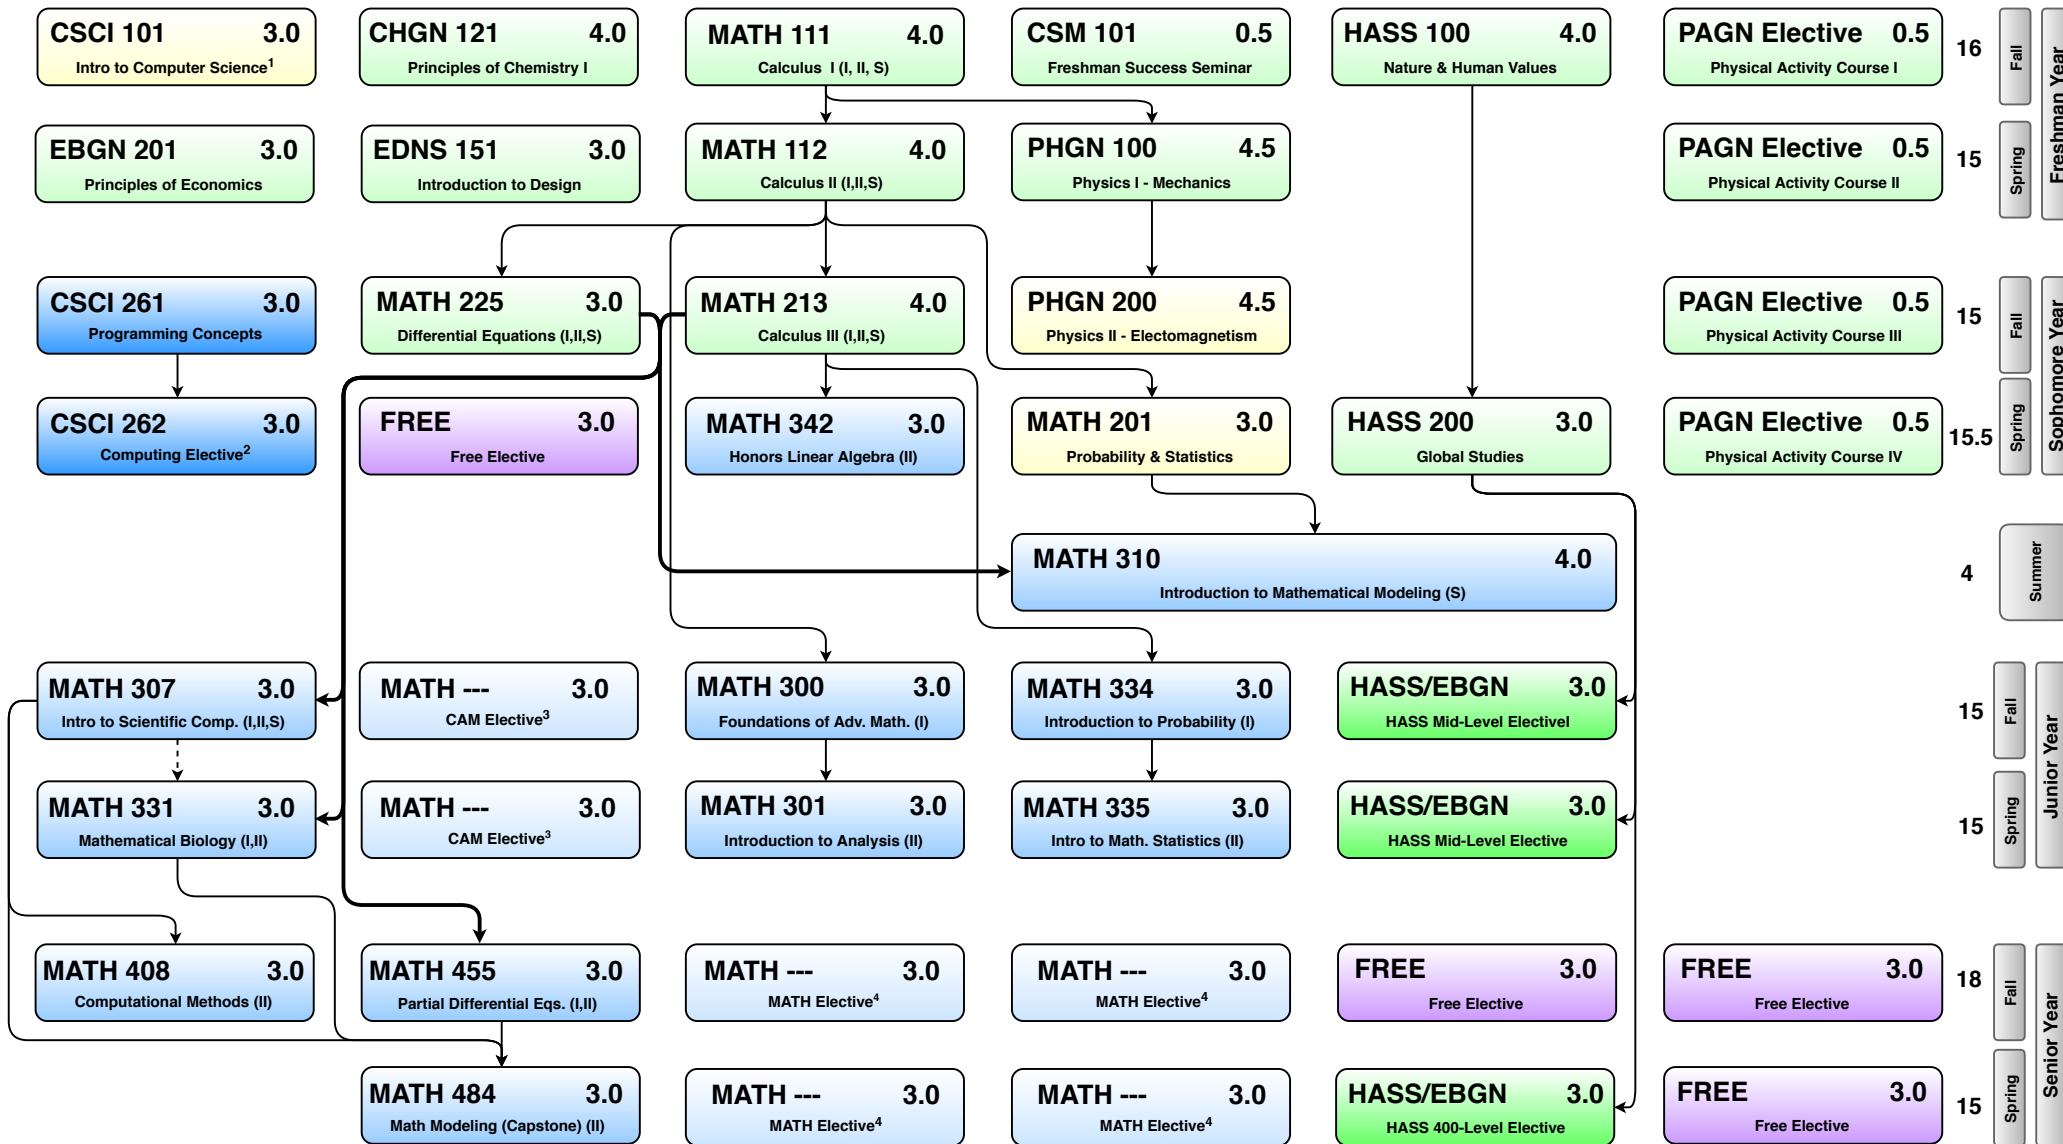 CSCI 101 3.0
Intro to Computer Science1
CHGN 121 4.0
Principles of Chemistry I
MATH 111 4.0
Calculus I (I, II, S)
CSM 101 0.5
Freshman Success Seminar
HASS 100 4.0
Nature & Human Values
PAGN Elective 0.5
Physical Activity Course I
16
Fall
Freshman Year
EBGN 201 3.0
Principles of Economics
EDNS 151 3.0
Introduction to Design
MATH 112 4.0
Calculus II (I,II,S)
PHGN 100 4.5
Physics I - Mechanics
PAGN Elective 0.5
Physical Activity Course II
15
Spring
CSCI 261 3.0
Programming Concepts
MATH 225 3.0
Differential Equations (I,II,S)
MATH 213 4.0
Calculus III (I,II,S)
PHGN 200 4.5
Physics II - Electomagnetism
PAGN Elective 0.5
Physical Activity Course III
15
Fall
Sophomore Year
CSCI 262 3.0
Computing Elective2
FREE 3.0
Free Elective
MATH 342 3.0
Honors Linear Algebra (II)
MATH 201 3.0
Probability & Statistics
HASS 200 3.0
Global Studies
PAGN Elective 0.5
Physical Activity Course IV
15.5
Spring
MATH 310 4.0
Introduction to Mathematical Modeling (S)
4
Summer
MATH 307 3.0
Intro to Scientific Comp. (I,II,S)
MATH --- 3.0
CAM Elective3
MATH 300 3.0
Foundations of Adv. Math. (I)
MATH 334 3.0
Introduction to Probability (I)
HASS/EBGN 3.0
HASS Mid-Level Electivel
15
Fall
Junior Year
MATH 331 3.0
Mathematical Biology (I,II)
MATH --- 3.0
CAM Elective3
MATH 301 3.0
Introduction to Analysis (II)
MATH 335 3.0
Intro to Math. Statistics (II)
HASS/EBGN 3.0
HASS Mid-Level Elective
15
Spring
MATH 408 3.0
Computational Methods (II)
MATH 455 3.0
Partial Differential Eqs. (I,II)
MATH --- 3.0
MATH Elective4
MATH --- 3.0
MATH Elective4
FREE 3.0
Free Elective
FREE 3.0
Free Elective
18
Fall
Senior Year
MATH 484 3.0
Math Modeling (Capstone) (II)
MATH --- 3.0
MATH Elective4
MATH --- 3.0
MATH Elective4
HASS/EBGN 3.0
HASS 400-Level Elective
FREE 3.0
Free Elective
15
Spring